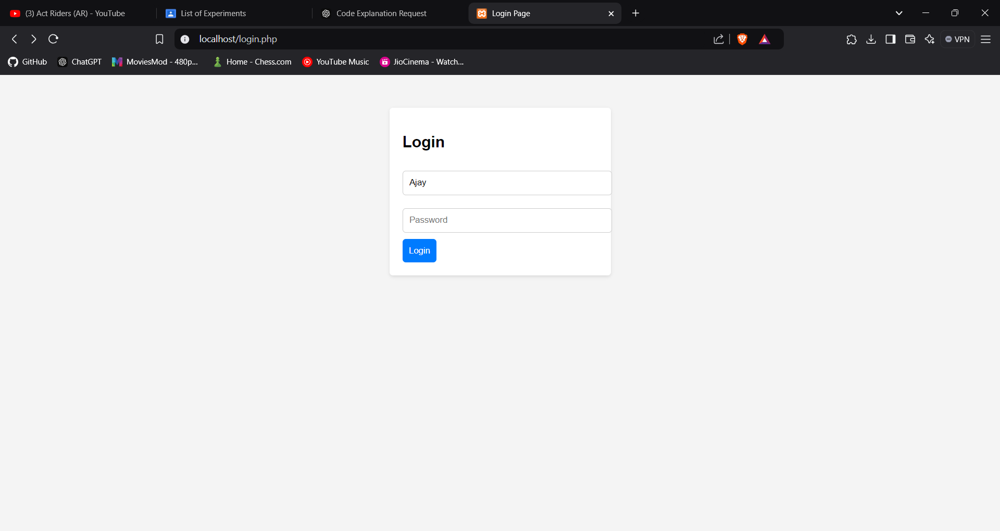 (3) Act Riders (AR) - YouTube
List of Experiments
Code Explanation Request
Login Page
localhost/login.php
VPN
GitHub
ChatGPT
MoviesMod - 480p...
Home - Chess.com
YouTube Music
JioCinema - Watch...
Login
Ajay
Password
Login